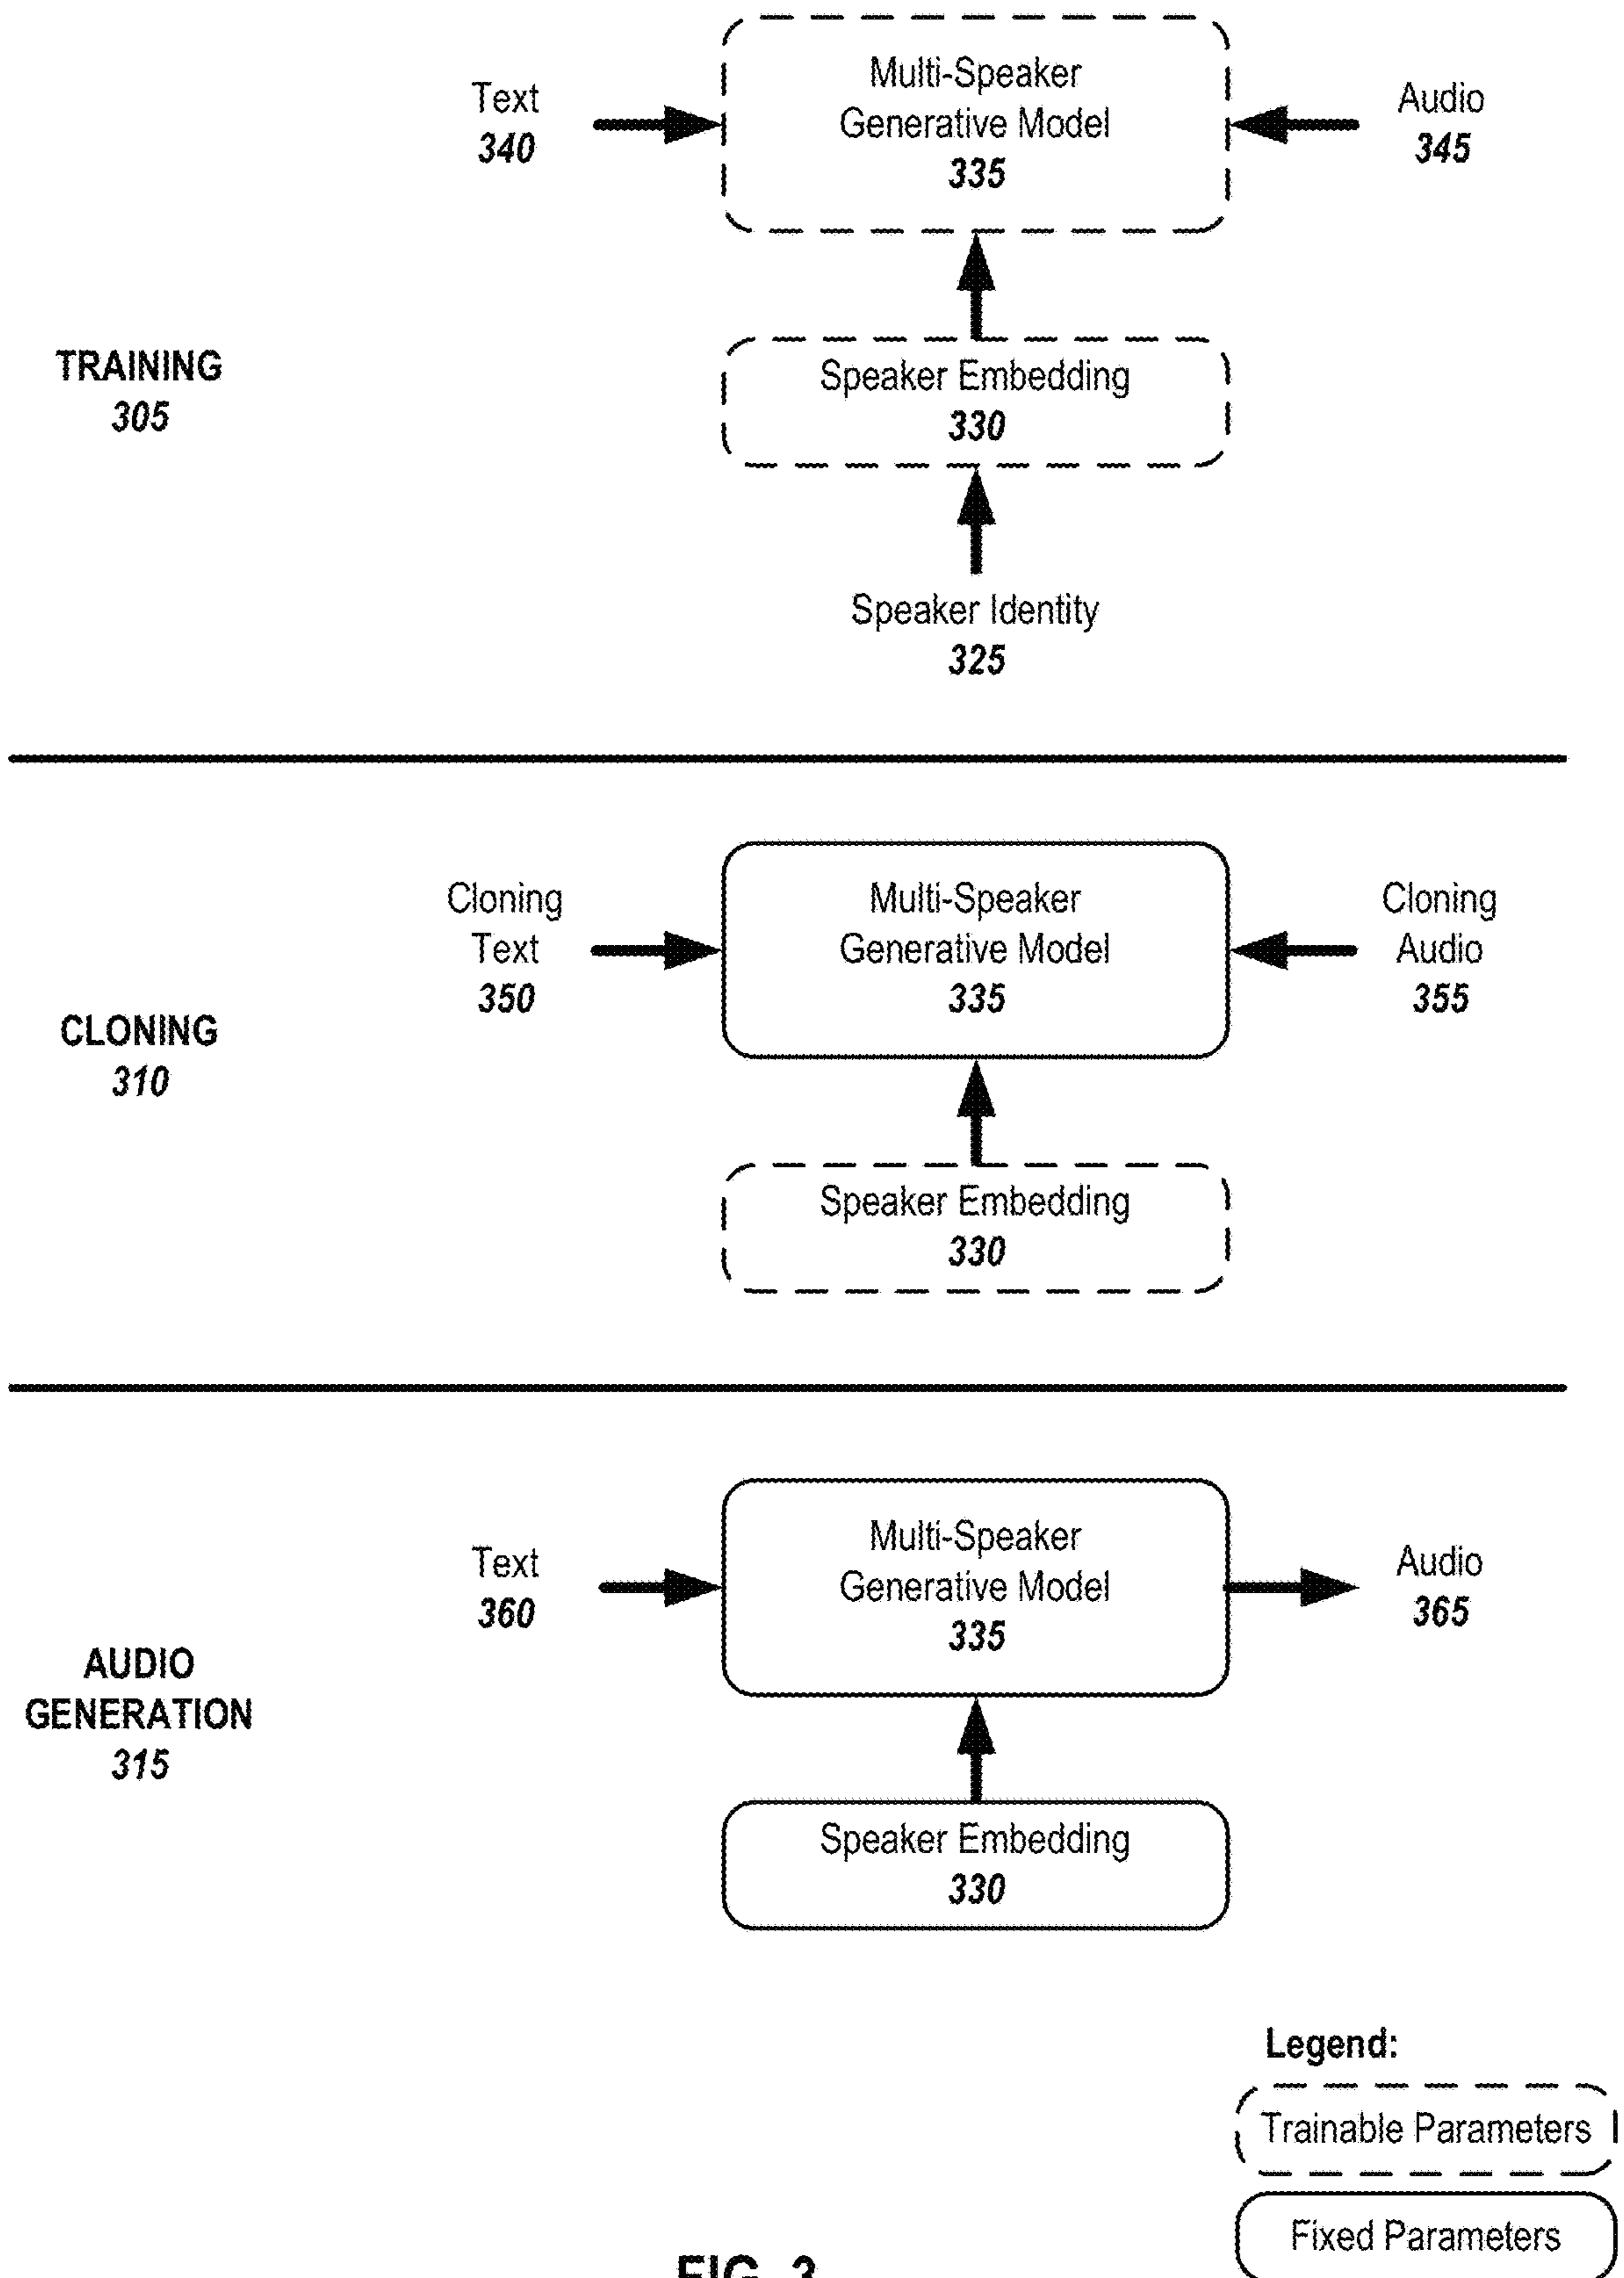 Multi-Speaker
Generative Model
335
Text
340
Audio
345
TRAINING
305
Speaker Embedding
330
Speaker Identity
325
Cloning
Text
350
Multi-Speaker
Generative Model
335
Cloning
Audio
355
CLONING
310
Speaker Embedding
330
Text
360
Multi-Speaker
Generative Model
335
Audio
365
AUDIO
GENERATION
315
Speaker Embedding
330
Legend:
Trainable Parameters
Fixed Parameters
FIG. 3